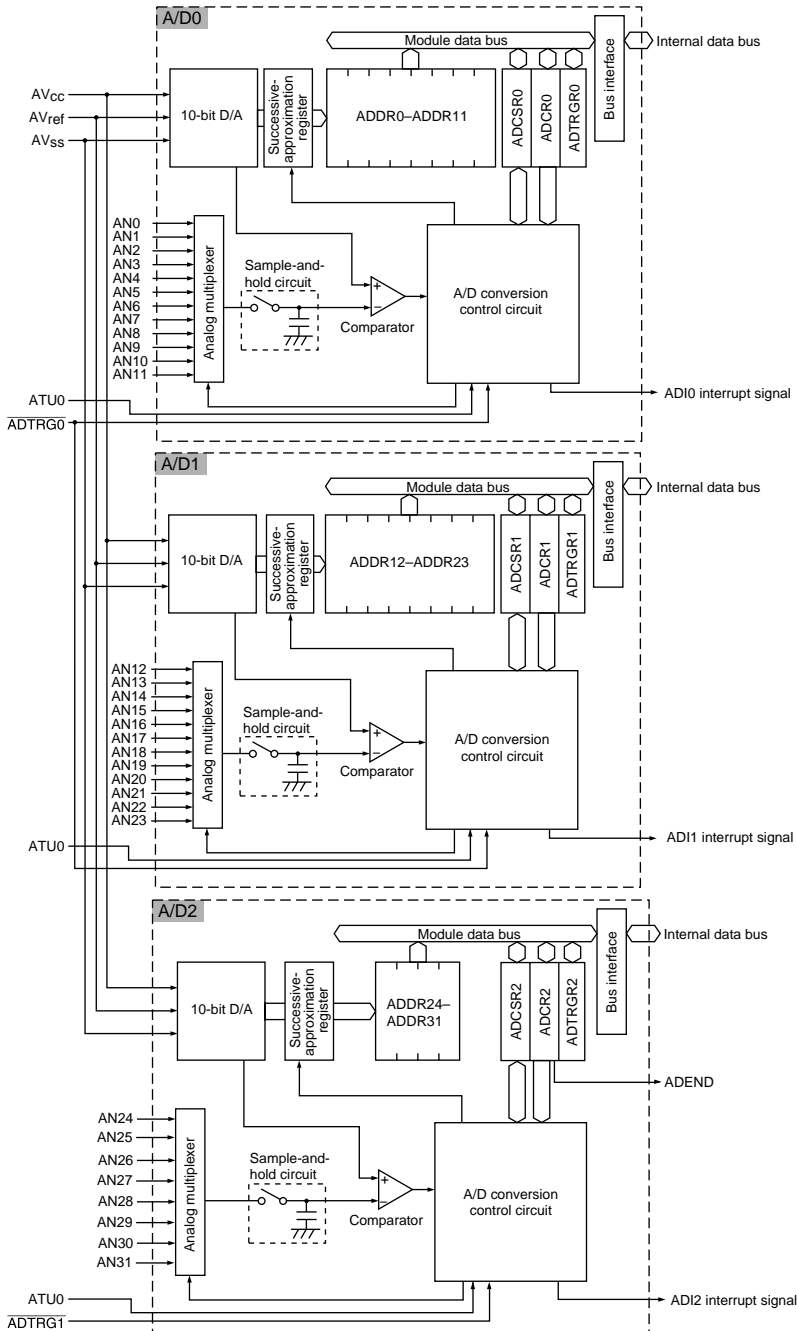 A/D0
Module data bus
Internal data bus
Bus interface
AVcc
AVref
AVss
10-bit D/A
Successive-
approximation
register
ADDR0–ADDR11
ADCSR0
ADCR0
ADTRGR0
AN0
AN1
AN2
AN3
AN4
AN5
AN6
AN7
AN8
AN9
AN10
AN11
Analog multiplexer
Sample-and-
hold circuit
+
–
Comparator
A/D conversion
control circuit
ATU0
ADTRG0
ADI0 interrupt signal
A/D1
Module data bus
Internal data bus
Bus interface
10-bit D/A
Successive-
approximation
register
ADDR12–ADDR23
ADCSR1
ADCR1
ADTRGR1
AN12
AN13
AN14
AN15
AN16
AN17
AN18
AN19
AN20
AN21
AN22
AN23
Analog multiplexer
Sample-and-
hold circuit
+
–
Comparator
A/D conversion
control circuit
ATU0
ADI1 interrupt signal
A/D2
Module data bus
Internal data bus
Bus interface
10-bit D/A
Successive-
approximation
register
ADDR24–
ADDR31
ADCSR2
ADCR2
ADTRGR2
ADEND
AN24
AN25
AN26
AN27
AN28
AN29
AN30
AN31
Analog multiplexer
Sample-and-
hold circuit
+
–
Comparator
A/D conversion
control circuit
ATU0
ADTRG1
ADI2 interrupt signal